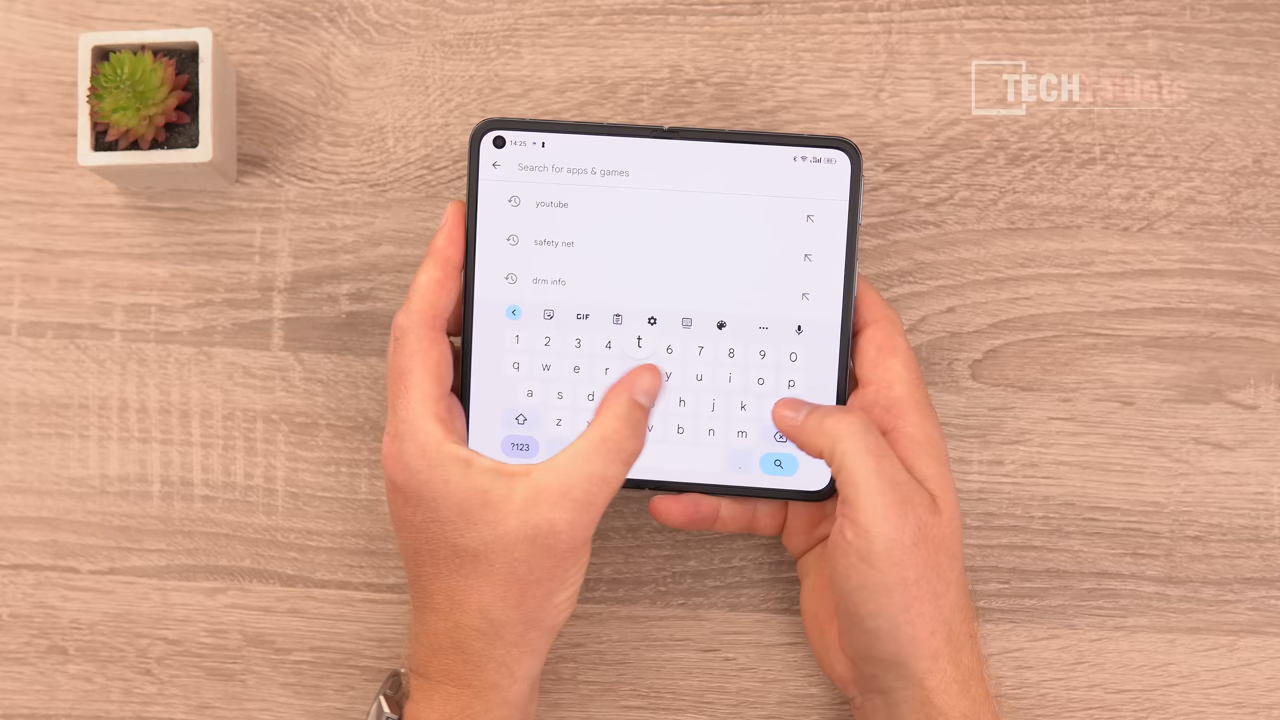 TECHTablets
14:25
Search for apps & games
youtube
safety net
drm info
GIF
1 2 3 4 t 6 7 8 9 0
q w e r y u i o p
a s d h j k
z v b n m
?123 .